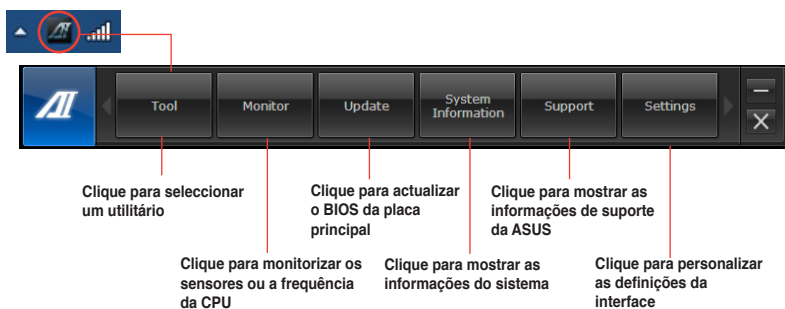 AI
AI
Tool
Monitor
Update
System
Information
Support
Settings
Clique para seleccionar
um utilitário
Clique para actualizar
o BIOS da placa
principal
Clique para mostrar as
informações de suporte
da ASUS
Clique para monitorizar os
sensores ou a frequência
da CPU
Clique para mostrar as
informações do sistema
Clique para personalizar
as definições da
interface